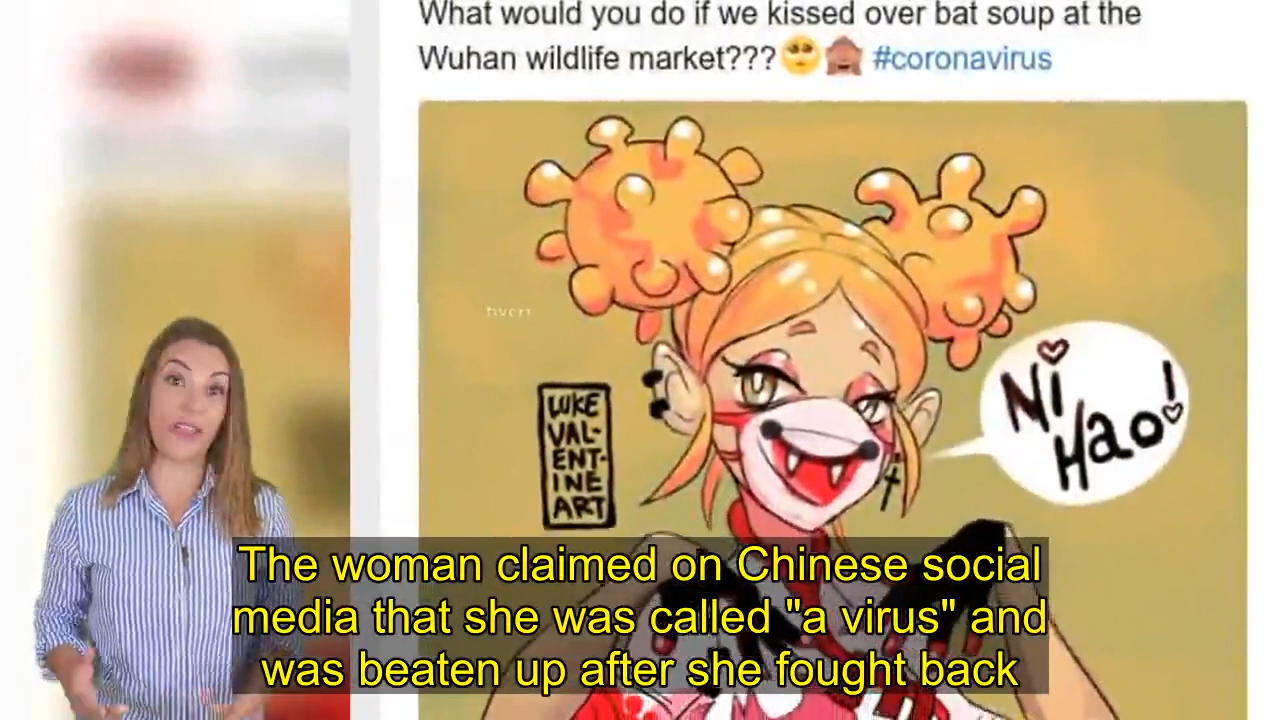 What would you do if we kissed over bat soup at the
Wuhan wildlife market???🥺🙈 #coronavirus
fiverr
Ni
Hao!
LUKE
VAL-
ENT-
INE
ART
The woman claimed on Chinese social
media that she was called "a virus" and
was beaten up after she fought back